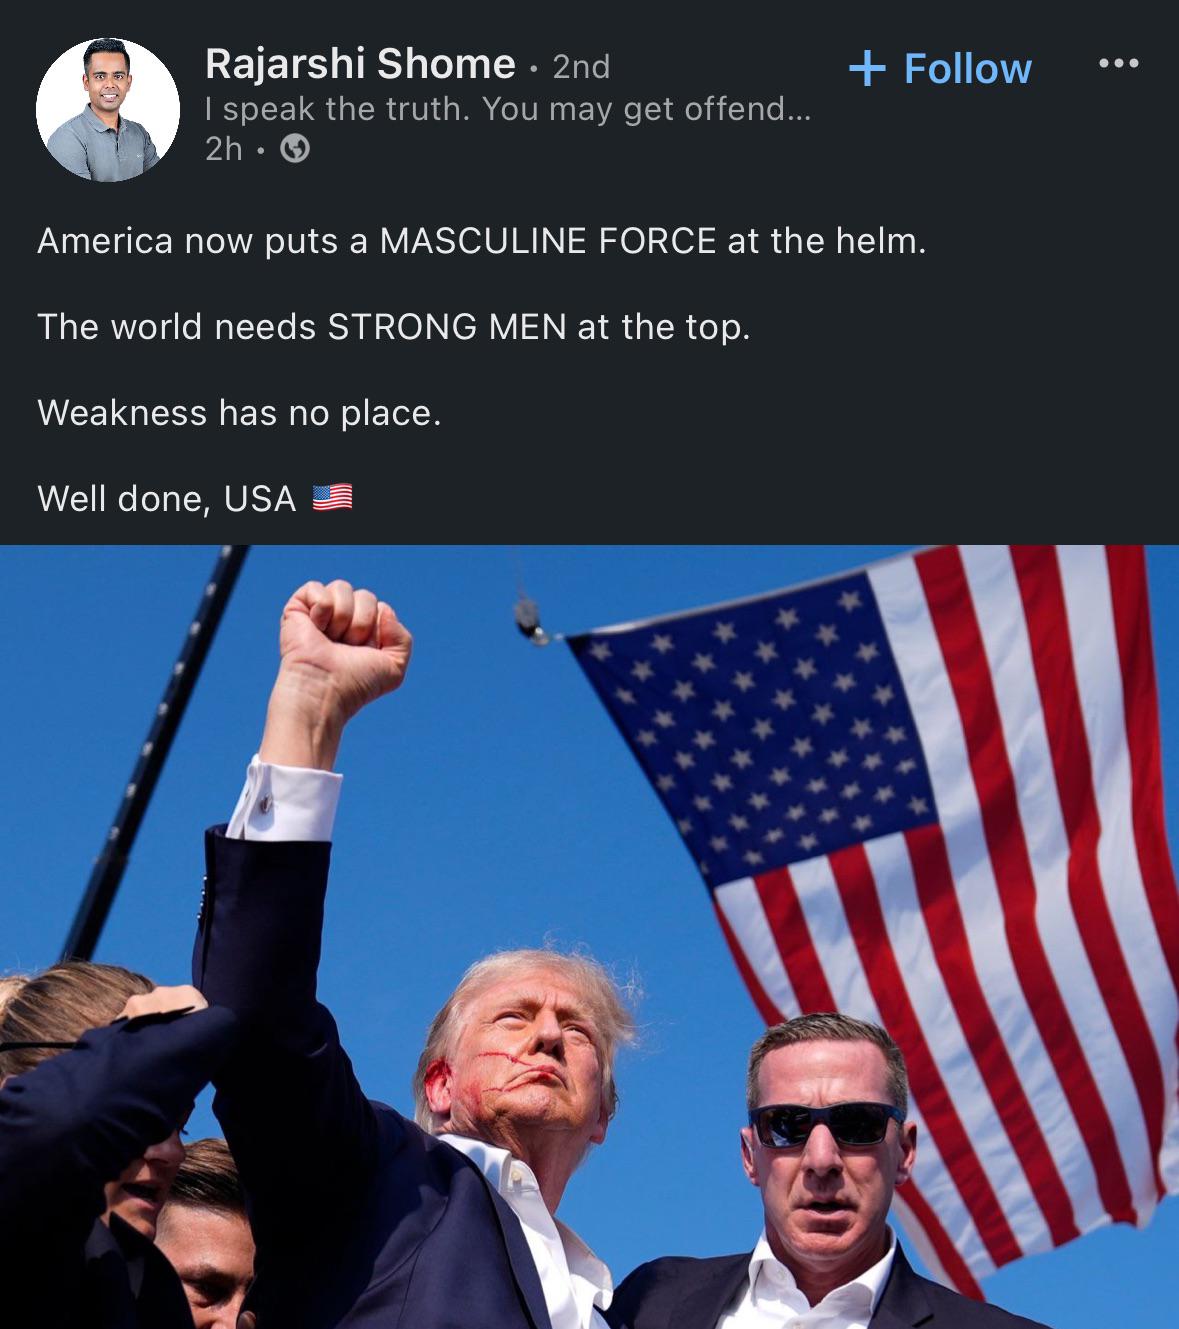 Rajarshi Shome • 2nd
+ Follow
I speak the truth. You may get offend...
2h •
America now puts a MASCULINE FORCE at the helm.
The world needs STRONG MEN at the top.
Weakness has no place.
Well done, USA 🇺🇸